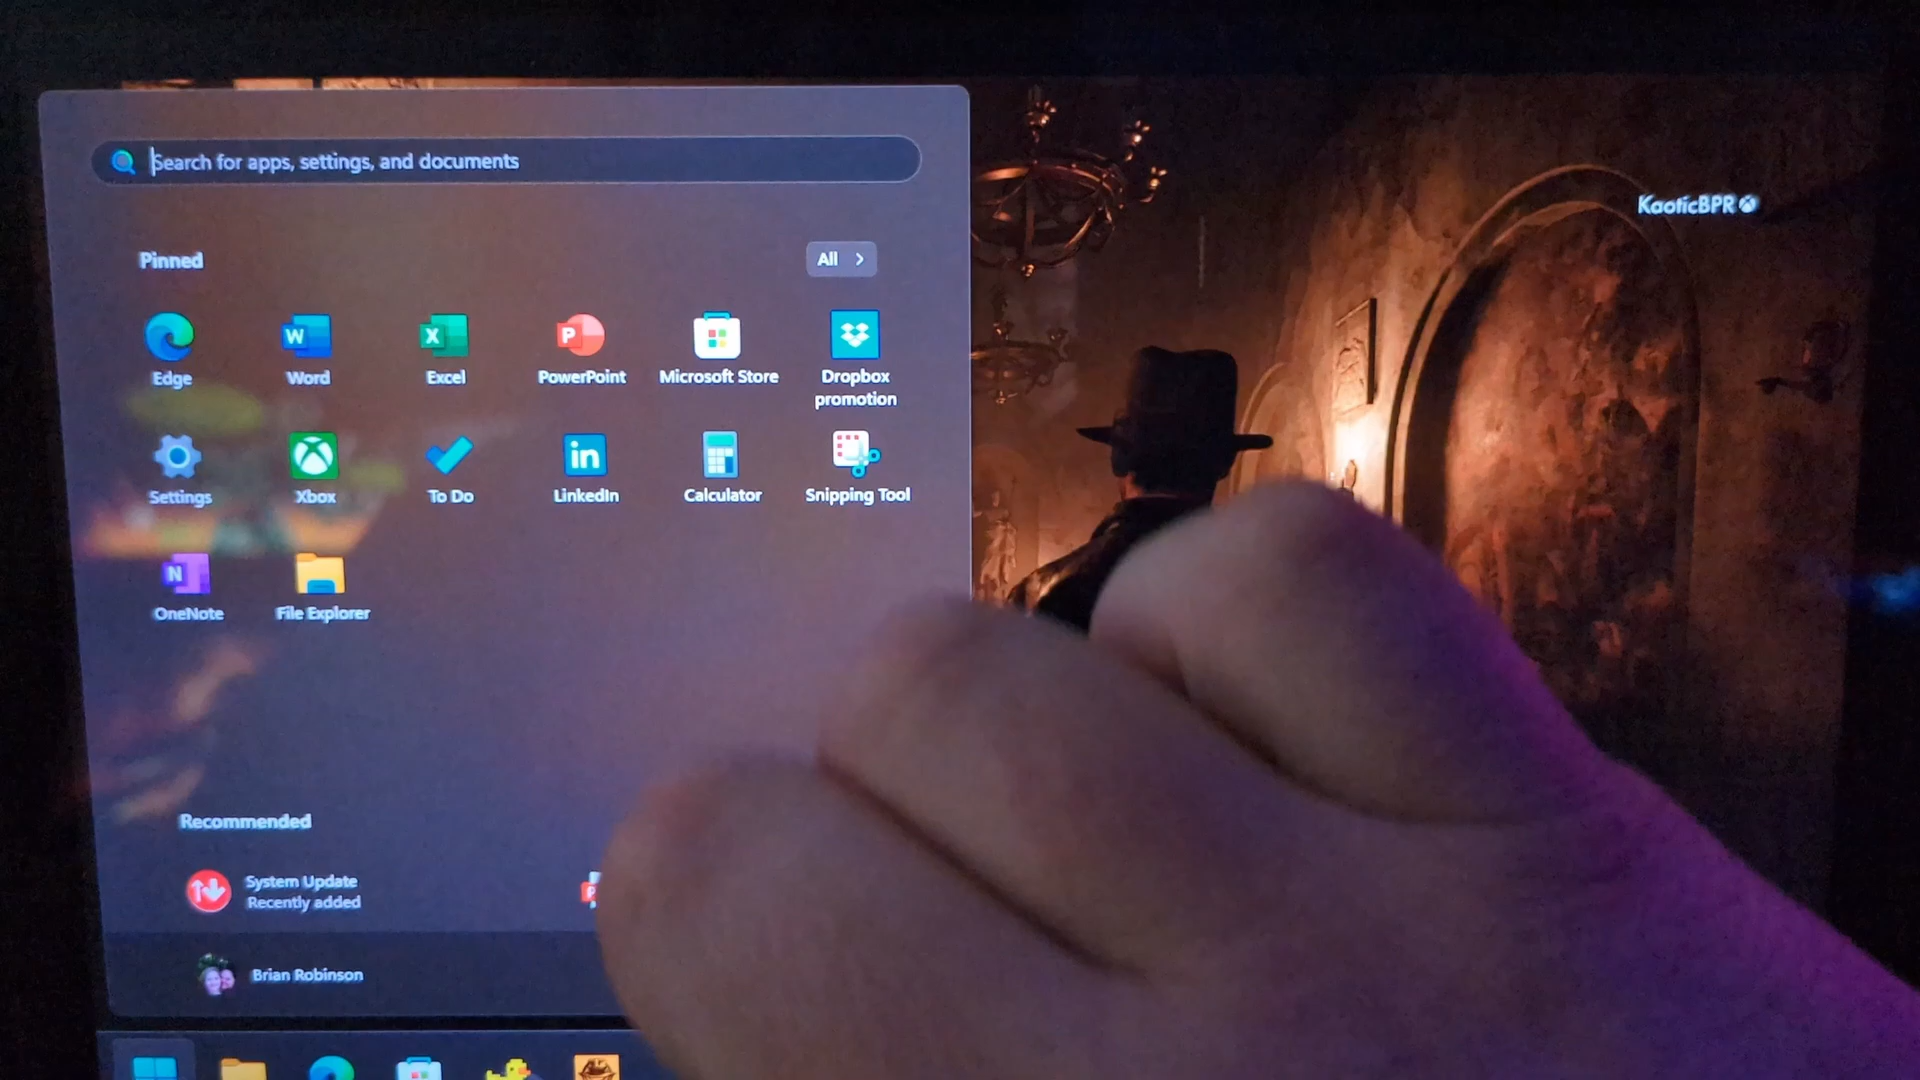 Search for apps, settings, and documents
KaoticBPR
Pinned
All >
Edge
Word
Excel
PowerPoint
Microsoft Store
Dropbox
promotion
Settings
Xbox
To Do
LinkedIn
Calculator
Snipping Tool
OneNote
File Explorer
Recommended
System Update
Recently added
Brian Robinson